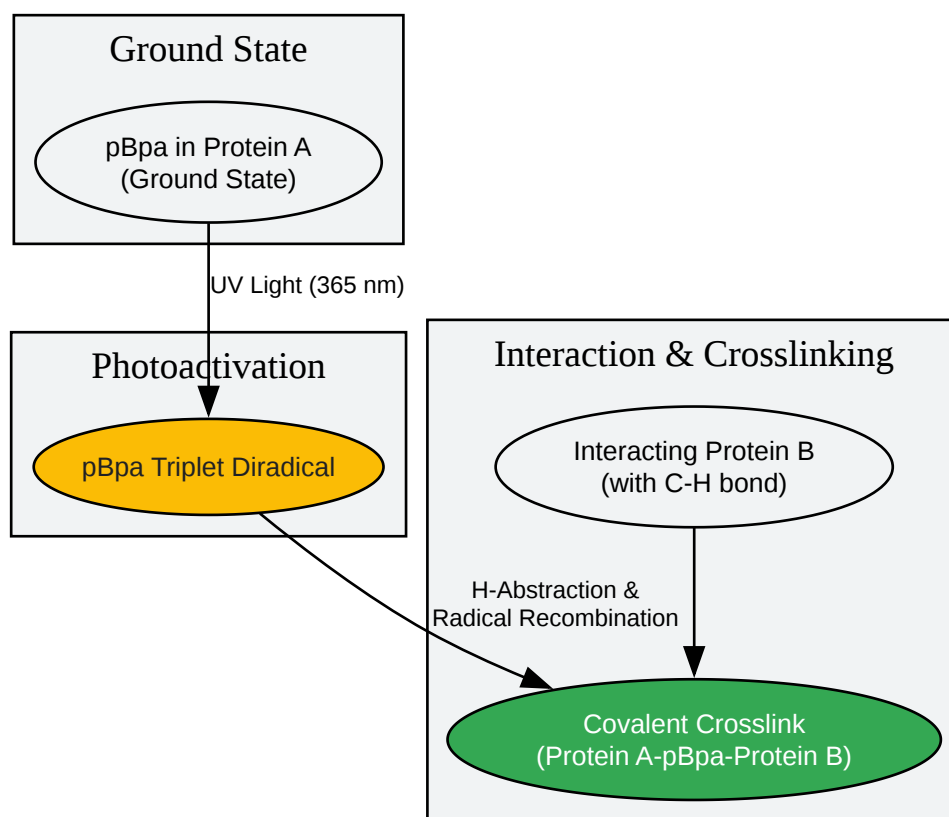 Ground State
pBpa in Protein A
(Ground State)
UV Light (365 nm)
Photoactivation
pBpa Triplet Diradical
Interaction & Crosslinking
Interacting Protein B
(with C-H bond)
H-Abstraction &
Radical Recombination
Covalent Crosslink
(Protein A-pBpa-Protein B)